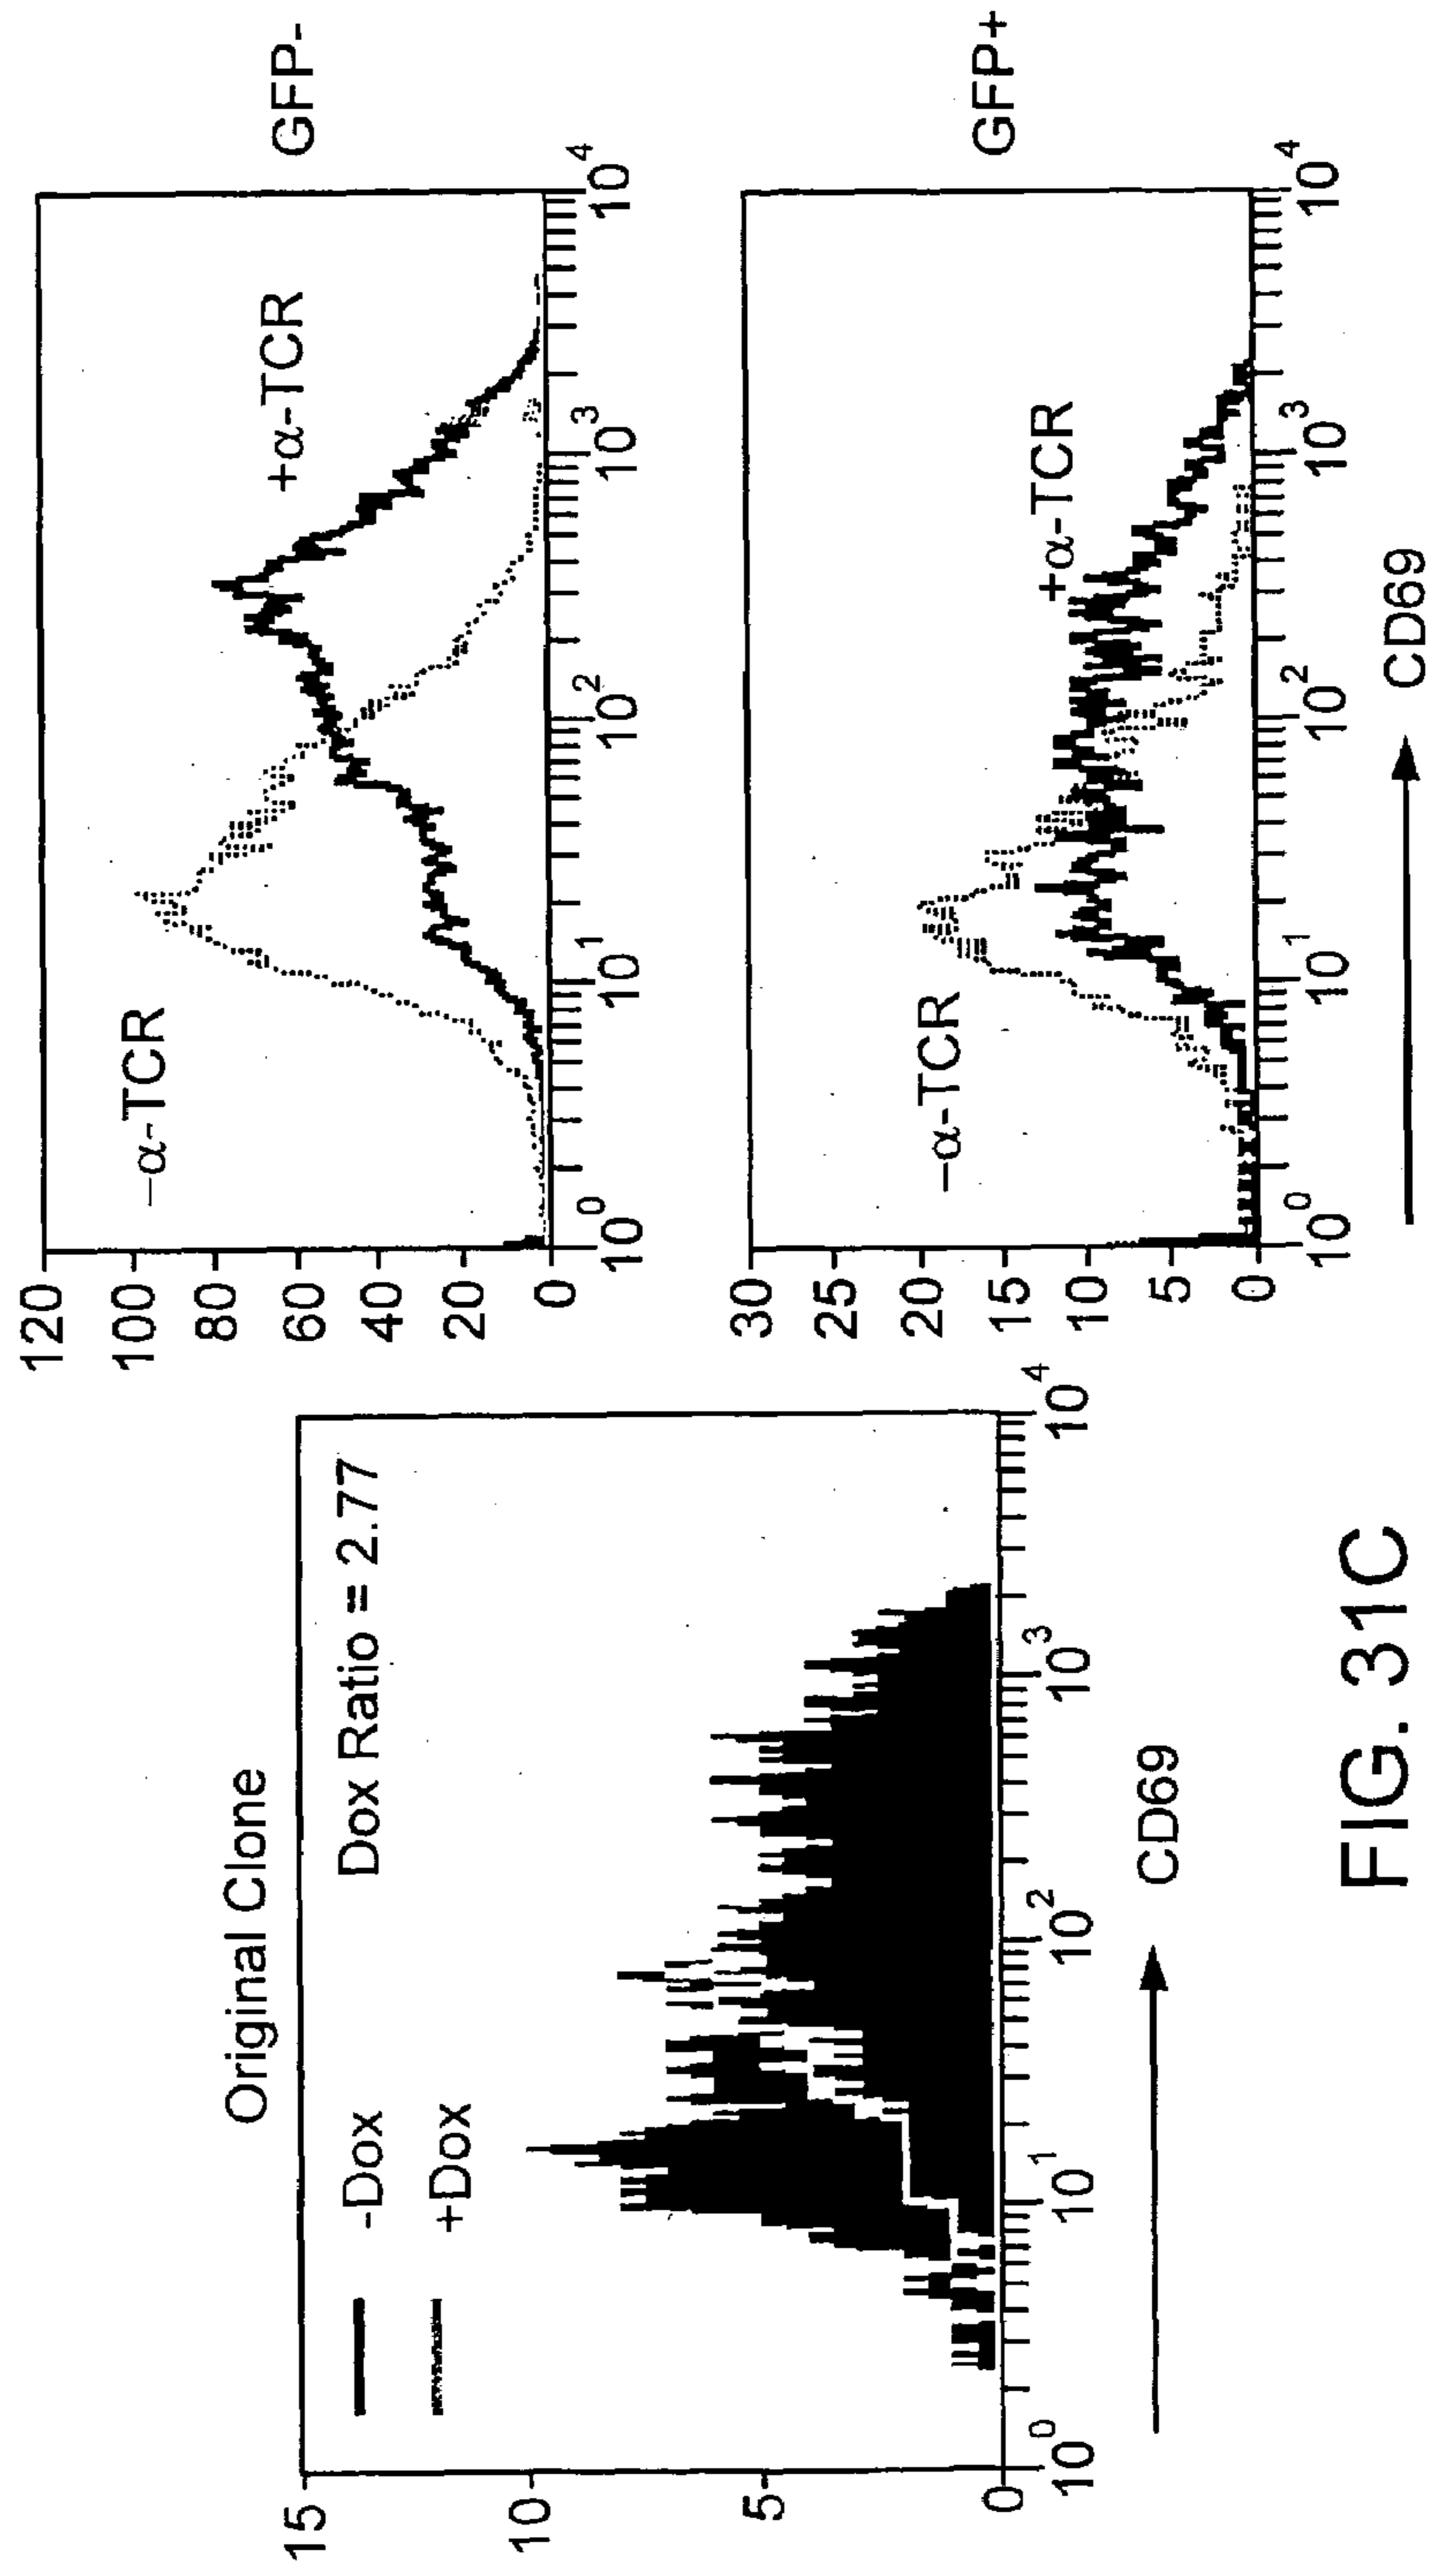 Original Clone
15
10
5
0
-Dox
+Dox
Dox Ratio = 2.77
10^0 10^1 10^2 10^3 10^4
CD69
120
100
80
60
40
20
0
–α-TCR
+α-TCR
GFP-
10^0 10^1 10^2 10^3 10^4
30
25
20
15
10
5
0
–α-TCR
+α-TCR
GFP+
10^0 10^1 10^2 10^3 10^4
CD69
FIG. 31C